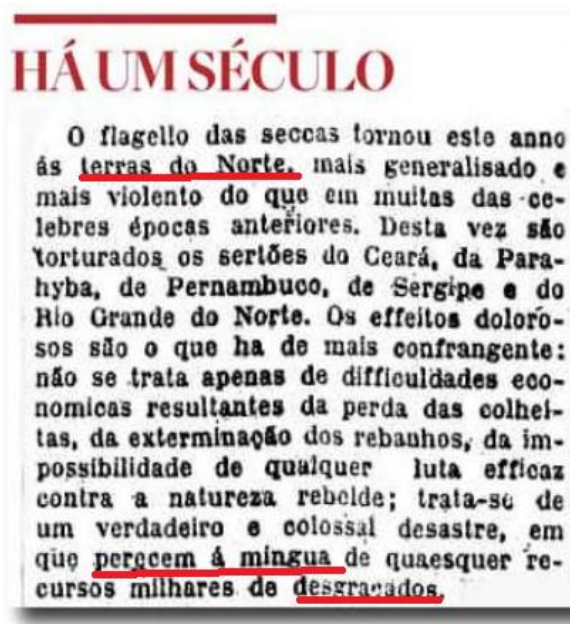 HÁ UM SÉCULO
O flagello das seccas tornou este anno
ás terras do Norte, mais generalisado e
mais violento do que em muitas das ce-
lebres épocas anteriores. Desta vez são
torturados os sertões do Ceará, da Para-
hyba, de Pernambuco, de Sergipe e do
Rio Grande do Norte. Os effeitos doloro-
sos são o que ha de mais confrangente:
não se trata apenas de difficuldades eco-
nomicas resultantes da perda das colhei-
tas, da exterminação dos rebanhos, da im-
possibilidade de qualquer luta efficaz
contra a natureza rebelde; trata-se de
um verdadeiro e colossal desastre, em
que perecem á mingua de quaesquer re-
cursos milhares de desgraçados.